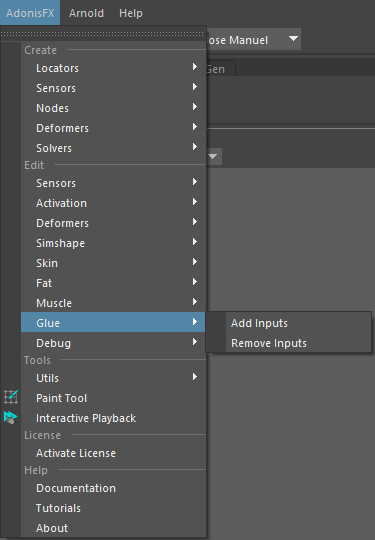 AdonisFX Arnold Help
ose Manuel
Gen
Create
Locators
Sensors
Nodes
Deformers
Solvers
Edit
Sensors
Activation
Deformers
Simshape
Skin
Fat
Muscle
Glue
Add Inputs
Debug
Remove Inputs
Tools
Utils
Paint Tool
Interactive Playback
License
Activate License
Help
Documentation
Tutorials
About